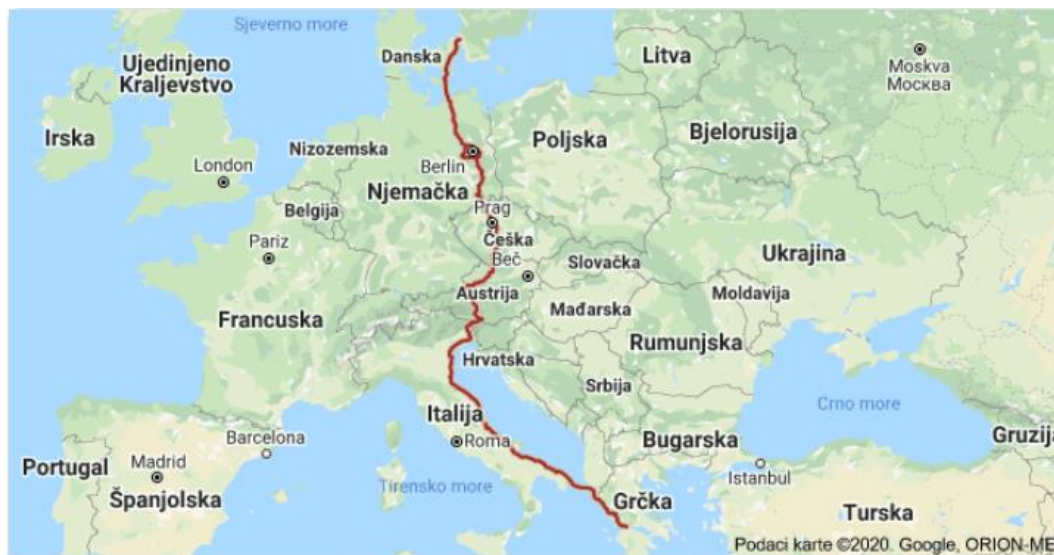 Sjeverno more
Danska
Litva
Moskva
Москва
Ujedinjeno
Kraljevstvo
Irska
Bjelorusija
Poljska
Nizozemska
London
Berlin
Njemačka
Belgija
Prag
Češka
Pariz
Ukrajina
Beč
Slovačka
Austrija
Moldavija
Mađarska
Francuska
Rumunjska
Hrvatska
Srbija
Crno more
Italija
Barcelona
Roma
Bugarska
Gruzija
Portugal
Madrid
Istanbul
Tirensko more
Grčka
Španjolska
Turska
Podaci karte ©2020. Google, ORION-ME